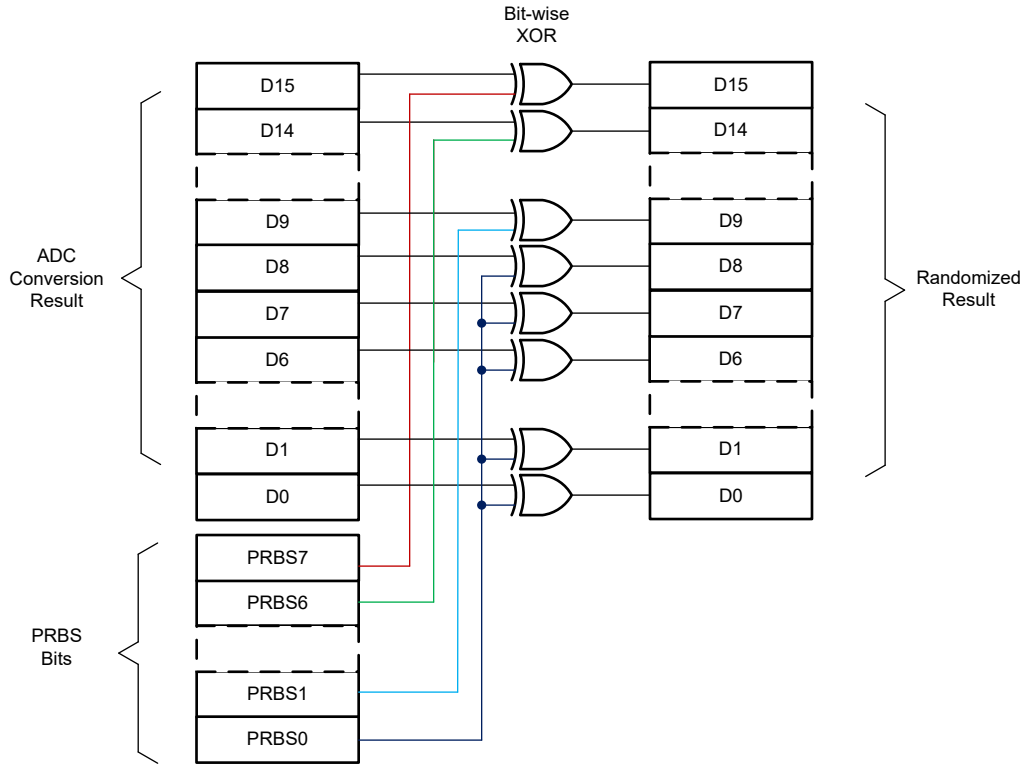 Bit-wise
XOR
D15
D14
D9
D8
D7
D6
D1
D0
ADC
Conversion
Result
PRBS7
PRBS6
PRBS1
PRBS0
PRBS
Bits
D15
D14
D9
D8
D7
D6
D1
D0
Randomized
Result